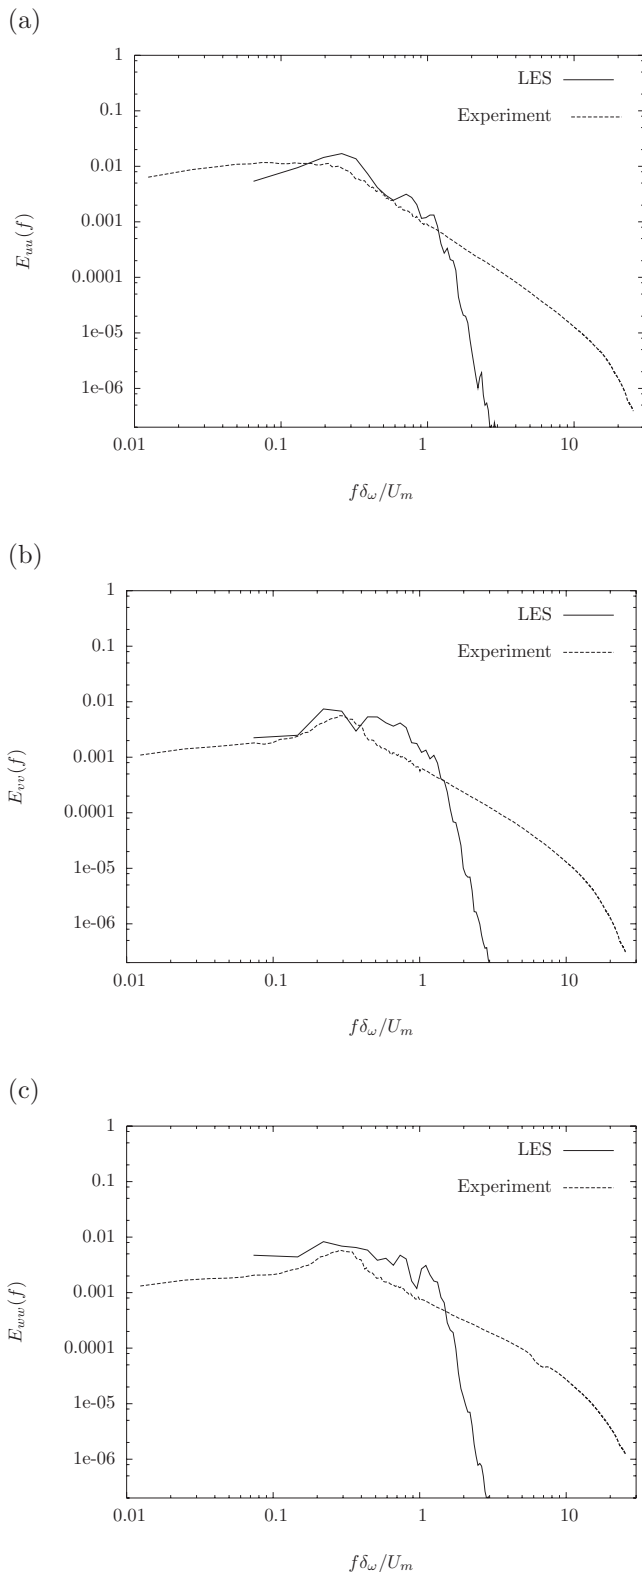 (a)
1
0.1
0.01
0.001
0.0001
1e-05
1e-06
0.01 0.1 1 10
LES
Experiment
E_{uu}(f)
fδ_ω/U_m
(b)
1
0.1
0.01
0.001
0.0001
1e-05
1e-06
0.01 0.1 1 10
LES
Experiment
E_{vv}(f)
fδ_ω/U_m
(c)
1
0.1
0.01
0.001
0.0001
1e-05
1e-06
0.01 0.1 1 10
LES
Experiment
E_{ww}(f)
fδ_ω/U_m